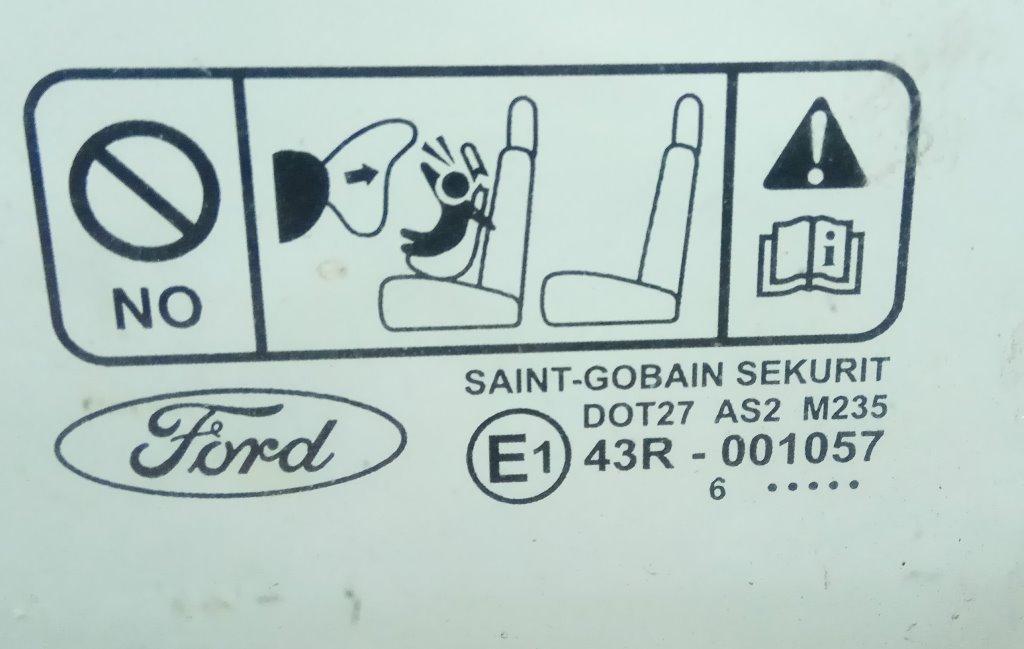 NO
i
Ford
SAINT-GOBAIN SEKURIT
DOT27 AS2 M235
E1 43R - 001057
6 •••••